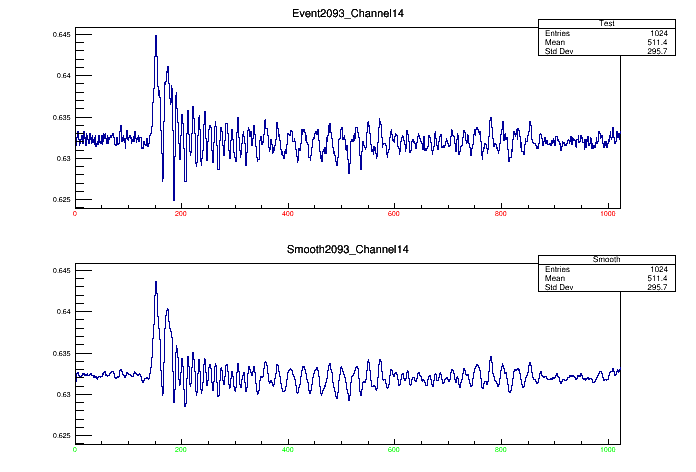 Event2093_Channel14
Test
Entries 1024
Mean 511.4
Std Dev 295.7
0.645
0.64
0.635
0.63
0.625
0 200 400 600 800 1000
Smooth2093_Channel14
Smooth
Entries 1024
Mean 511.4
Std Dev 295.7
0.645
0.64
0.635
0.63
0.625
0 200 400 600 800 1000